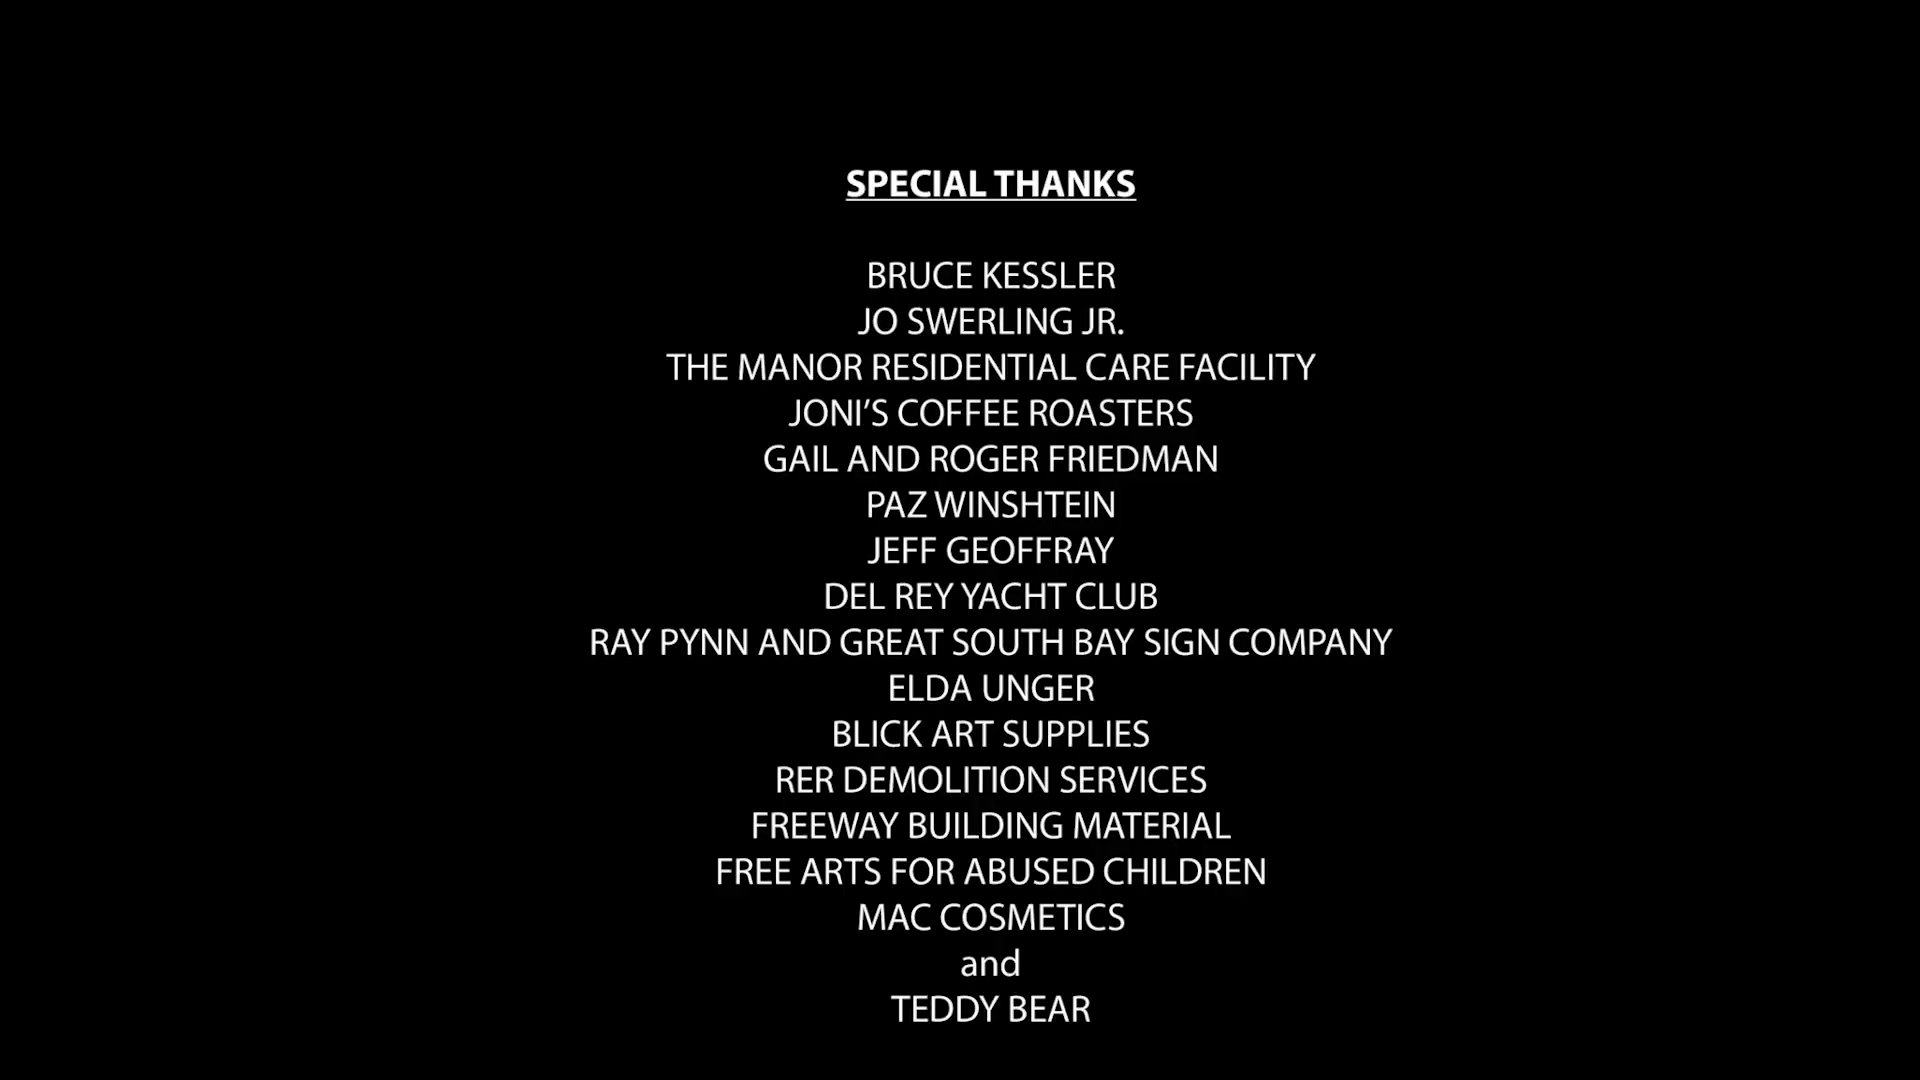 SPECIAL THANKS
BRUCE KESSLER
JO SWERLING JR.
THE MANOR RESIDENTIAL CARE FACILITY
JONI’S COFFEE ROASTERS
GAIL AND ROGER FRIEDMAN
PAZ WINSHTEIN
JEFF GEOFFRAY
DEL REY YACHT CLUB
RAY PYNN AND GREAT SOUTH BAY SIGN COMPANY
ELDA UNGER
BLICK ART SUPPLIES
RER DEMOLITION SERVICES
FREEWAY BUILDING MATERIAL
FREE ARTS FOR ABUSED CHILDREN
MAC COSMETICS
and
TEDDY BEAR